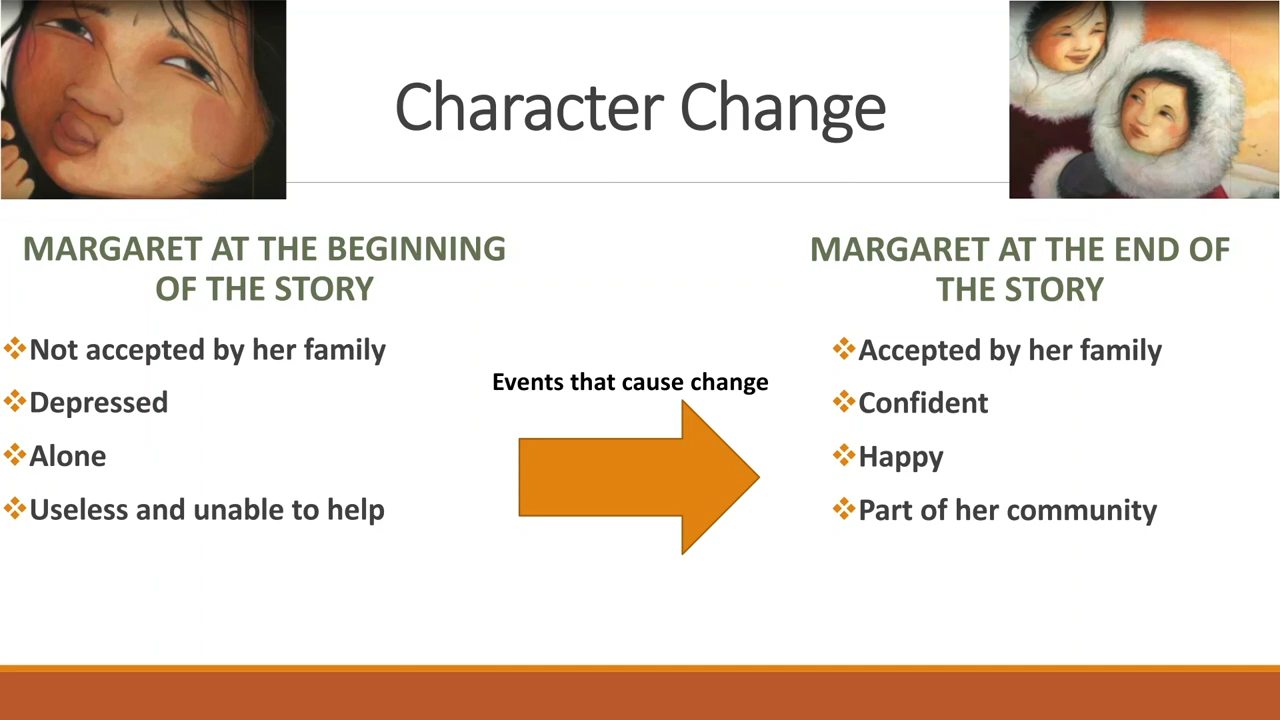 Character Change
MARGARET AT THE BEGINNING
OF THE STORY
Not accepted by her family
Depressed
Alone
Useless and unable to help
Events that cause change
MARGARET AT THE END OF
THE STORY
Accepted by her family
Confident
Happy
Part of her community